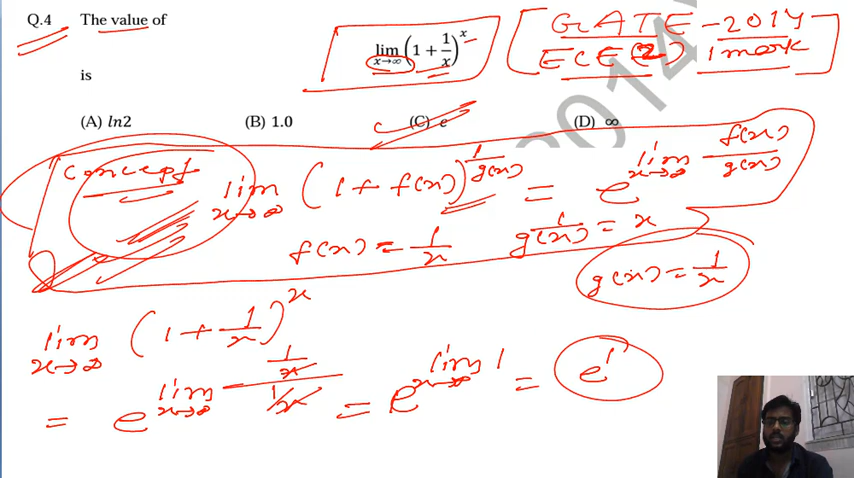 Q.4 The value of
lim x→∞ (1 + 1/x)^x
[GATE-2014
ECE(2) 1 mark]
is
(A) ln2 (B) 1.0 (C) e (D) ∞
2014
concept
lim x→∞ (1 + f(x))^(1/g(x)) = e^(lim x→∞ f(x)/g(x))
f(x) = 1/x 1/g(x) = x
g(x) = 1/x
lim x→∞ (1 + 1/x)^x
= e^(lim x→∞ (1/x)/(1/x)) = e^(lim x→∞ 1) = e^1